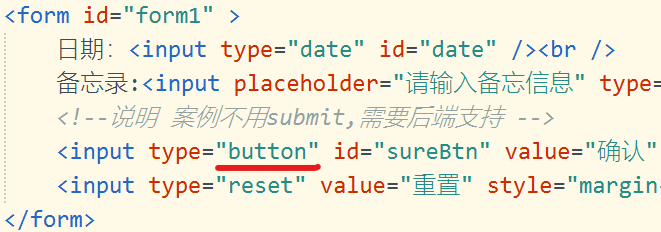 <form id="form1" >
日期: <input type="date" id="date" /><br />
备忘录:<input placeholder="请输入备忘信息" type=
<!--说明 案例不用submit,需要后端支持 -->
<input type="button" id="sureBtn" value="确认"
<input type="reset" value="重置" style="margin-
</form>